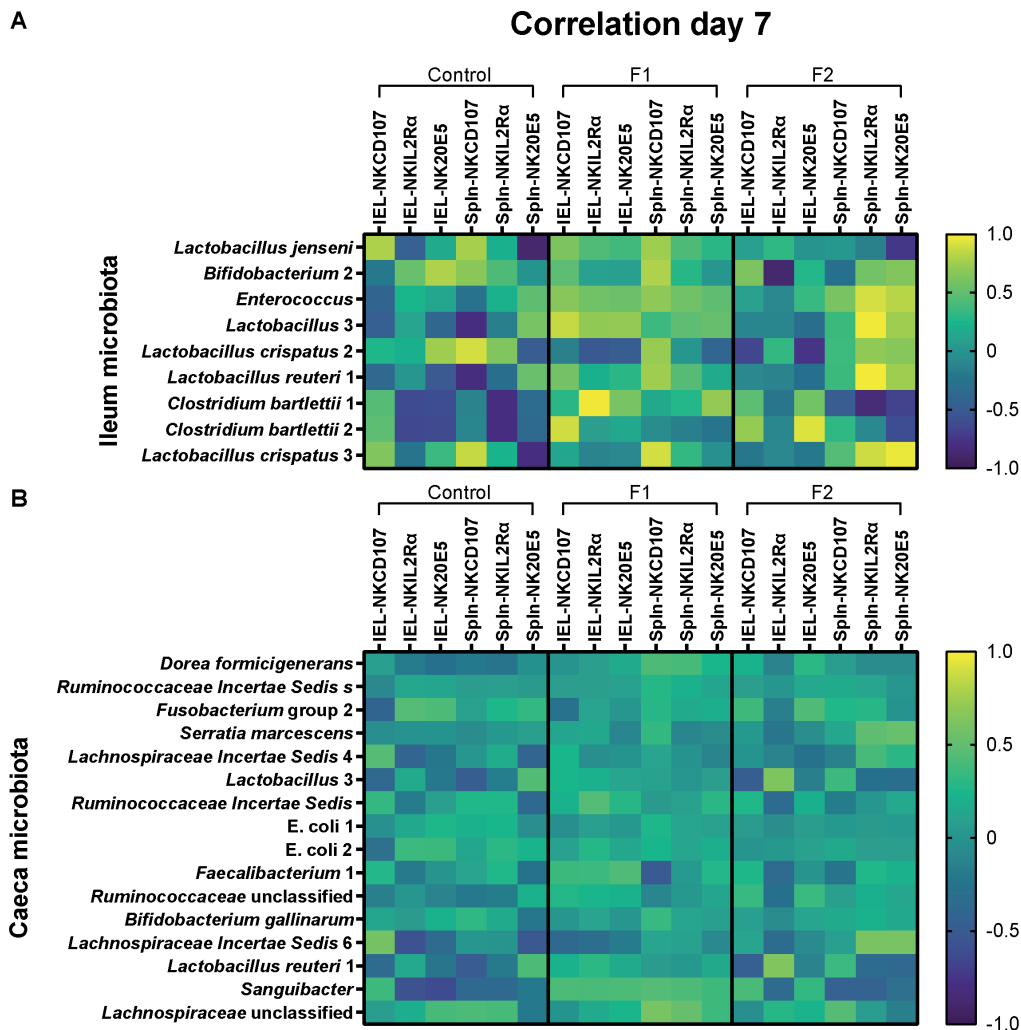 A
Correlation day 7
Control F1 F2
IEL-NKCD107 IEL-NKIL2Rα IEL-NK20E5 Spln-NKCD107 Spln-NKIL2Rα Spln-NK20E5 IEL-NKCD107 IEL-NKIL2Rα IEL-NK20E5 Spln-NKCD107 Spln-NKIL2Rα Spln-NK20E5 IEL-NKCD107 IEL-NKIL2Rα IEL-NK20E5 Spln-NKCD107 Spln-NKIL2Rα Spln-NK20E5
Ileum microbiota
Lactobacillus jenseni
Bifidobacterium 2
Enterococcus
Lactobacillus 3
Lactobacillus crispatus 2
Lactobacillus reuteri 1
Clostridium bartlettii 1
Clostridium bartlettii 2
Lactobacillus crispatus 3
1.0
0.5
0
-0.5
-1.0
B
Control F1 F2
IEL-NKCD107 IEL-NKIL2Rα IEL-NK20E5 Spln-NKCD107 Spln-NKIL2Rα Spln-NK20E5 IEL-NKCD107 IEL-NKIL2Rα IEL-NK20E5 Spln-NKCD107 Spln-NKIL2Rα Spln-NK20E5 IEL-NKCD107 IEL-NKIL2Rα IEL-NK20E5 Spln-NKCD107 Spln-NKIL2Rα Spln-NK20E5
Caeca microbiota
Dorea formicigenerans
Ruminococcaceae Incertae Sedis s
Fusobacterium group 2
Serratia marcescens
Lachnospiraceae Incertae Sedis 4
Lactobacillus 3
Ruminococcaceae Incertae Sedis
E. coli 1
E. coli 2
Faecalibacterium 1
Ruminococcaceae unclassified
Bifidobacterium gallinarum
Lachnospiraceae Incertae Sedis 6
Lactobacillus reuteri 1
Sanguibacter
Lachnospiraceae unclassified
1.0
0.5
0
-0.5
-1.0